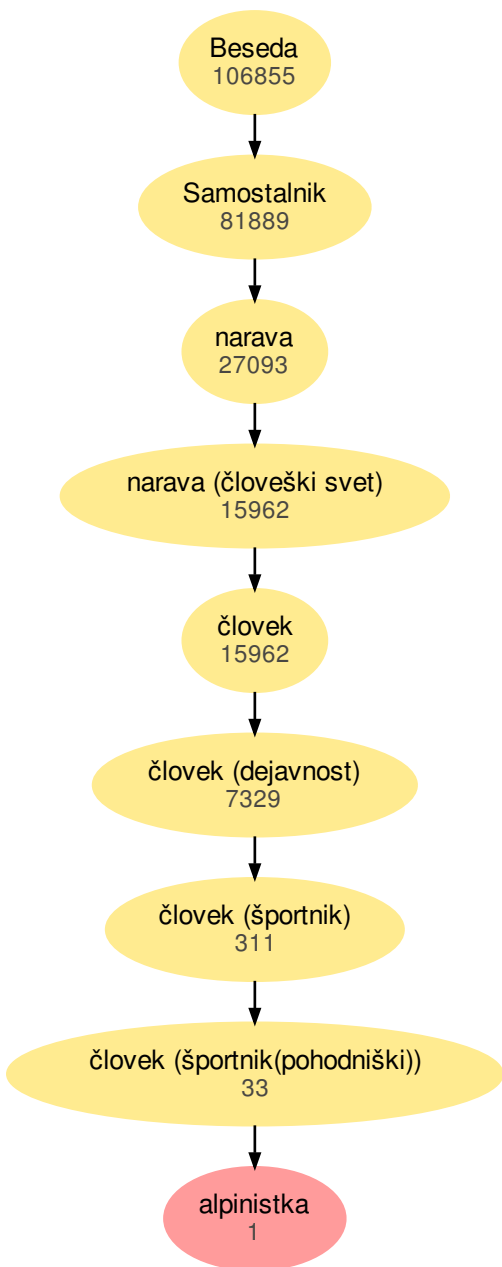 Beseda
106855
Samostalnik
81889
narava
27093
narava (človeški svet)
15962
človek
15962
človek (dejavnost)
7329
človek (športnik)
311
človek (športnik(pohodniški))
33
alpinistka
1